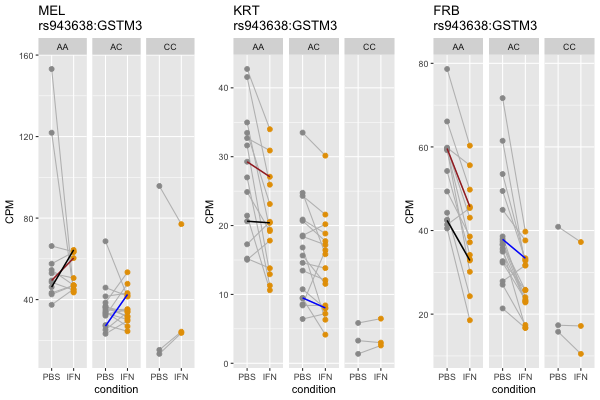 MEL
rs943638:GSTM3
AA AC CC
160
120
80
40
CPM
PBS IFN PBS IFN PBS IFN
condition
KRT
rs943638:GSTM3
AA AC CC
40
30
20
10
0
CPM
PBS IFN PBS IFN PBS IFN
condition
FRB
rs943638:GSTM3
AA AC CC
80
60
40
20
CPM
PBS IFN PBS IFN PBS IFN
condition